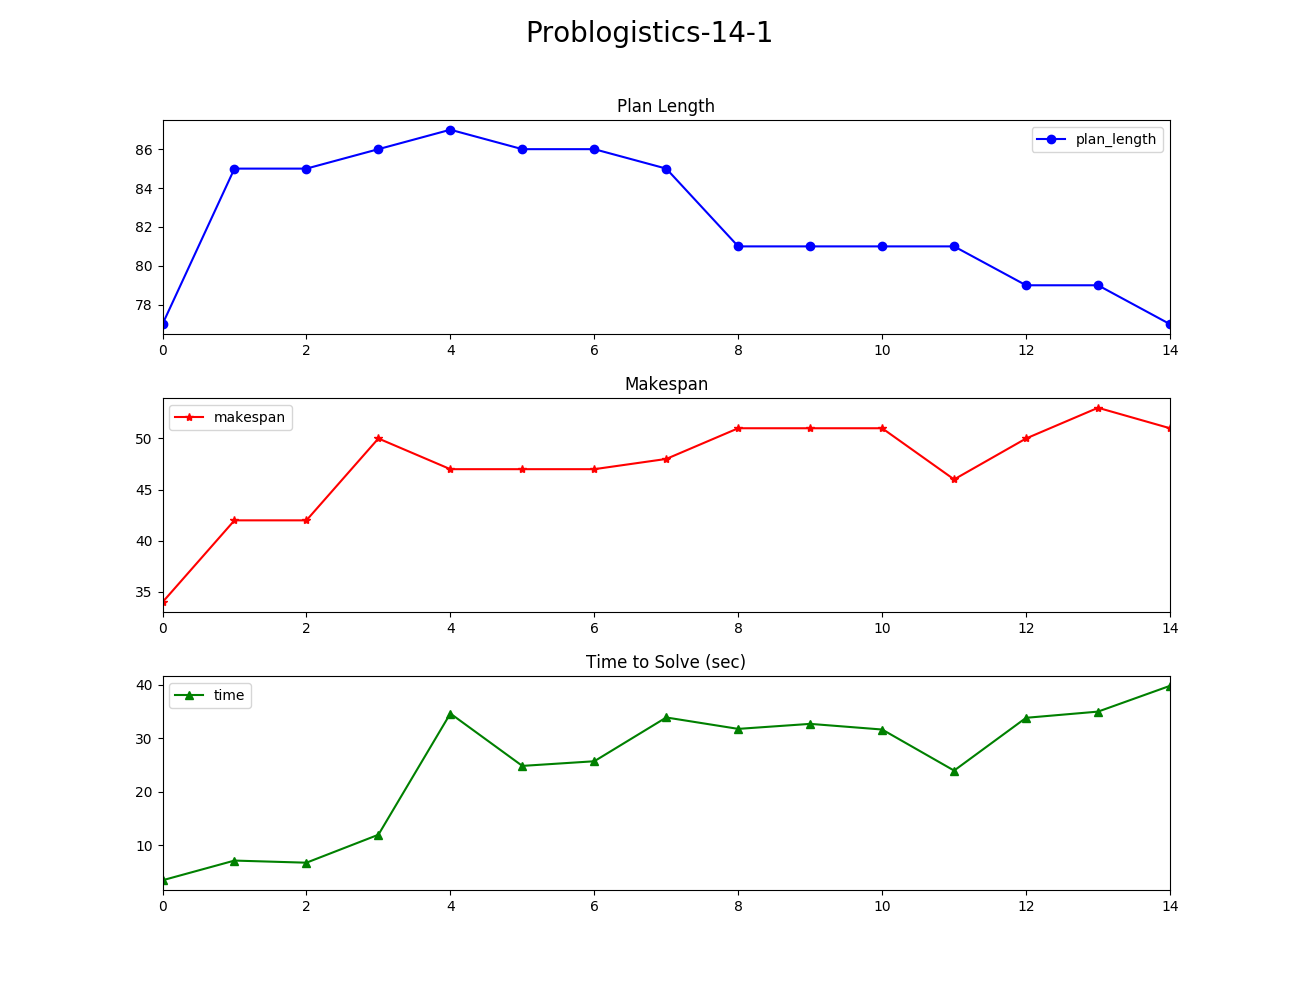 Problogistics-14-1
Plan Length
plan_length
86
84
82
80
78
0 2 4 6 8 10 12 14
Makespan
makespan
50
45
40
35
0 2 4 6 8 10 12 14
Time to Solve (sec)
time
40
30
20
10
0 2 4 6 8 10 12 14